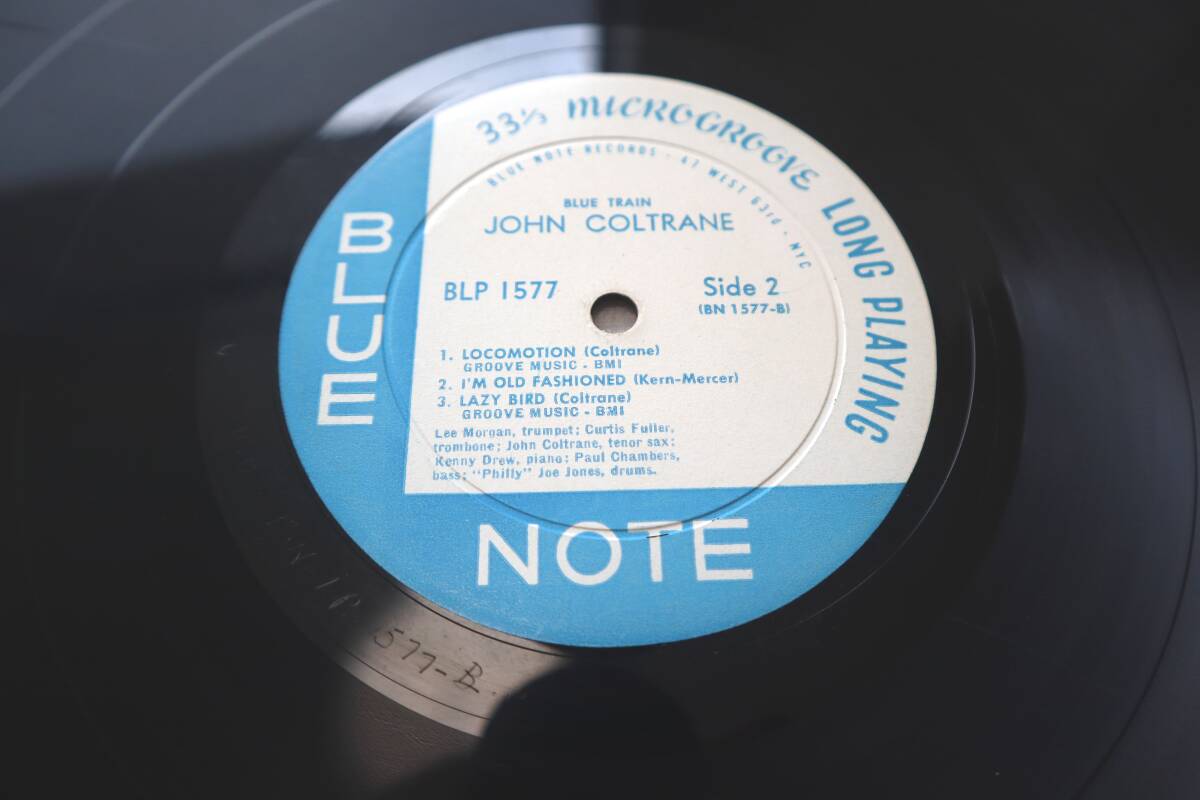 33⅓ MICROGROOVE LONG PLAYING
BLUE NOTE RECORDS · 47 WEST 63rd · NYC
BLUE TRAIN
JOHN COLTRANE
BLP 1577
Side 2
(BN 1577-B)
1. LOCOMOTION (Coltrane)
GROOVE MUSIC - BMI
2. I'M OLD FASHIONED (Kern-Mercer)
3. LAZY BIRD (Coltrane)
GROOVE MUSIC - BMI
Lee Morgan, trumpet; Curtis Fuller,
trombone; John Coltrane, tenor sax;
Kenny Drew, piano; Paul Chambers,
bass; "Philly" Joe Jones, drums.
BLUE
NOTE
577-B